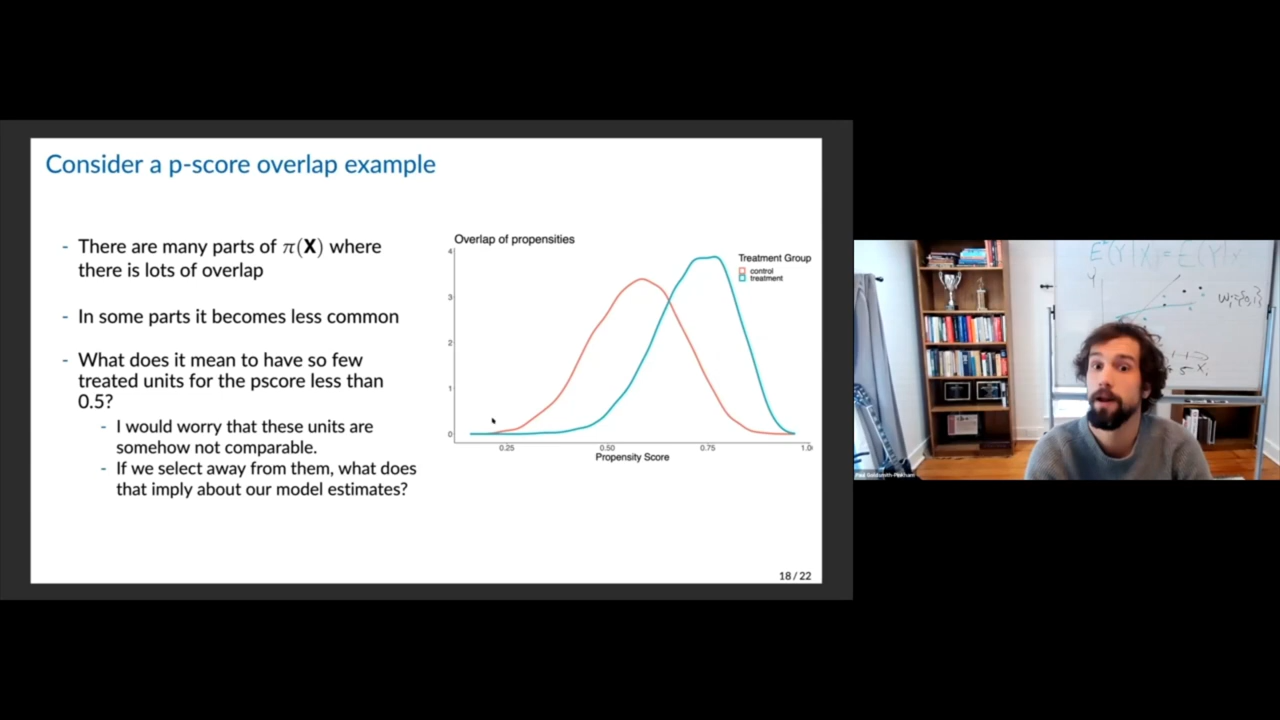 Consider a p-score overlap example
- There are many parts of π(X) where
there is lots of overlap
- In some parts it becomes less common
- What does it mean to have so few
treated units for the pscore less than
0.5?
- I would worry that these units are
somehow not comparable.
- If we select away from them, what does
that imply about our model estimates?
Overlap of propensities
4
3
2
1
0
0.25 0.50 0.75 1.0
Propensity Score
Treatment Group
control
treatment
18 / 22
E*(Y|X) = E(Y|X
Y
Paul Goldsmith-Pinkham